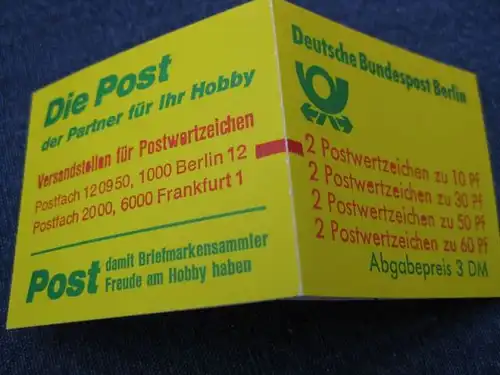 Die Post
der Partner für Ihr Hobby
Versandstellen für Postwertzeichen
Postfach 120950, 1000 Berlin 12
Postfach 2000, 6000 Frankfurt 1
Post damit Briefmarkensammler
Freude am Hobby haben
Deutsche Bundespost Berlin
2 Postwertzeichen zu 10 Pf
2 Postwertzeichen zu 30 Pf
2 Postwertzeichen zu 50 Pf
2 Postwertzeichen zu 60 Pf
Abgabepreis 3 DM